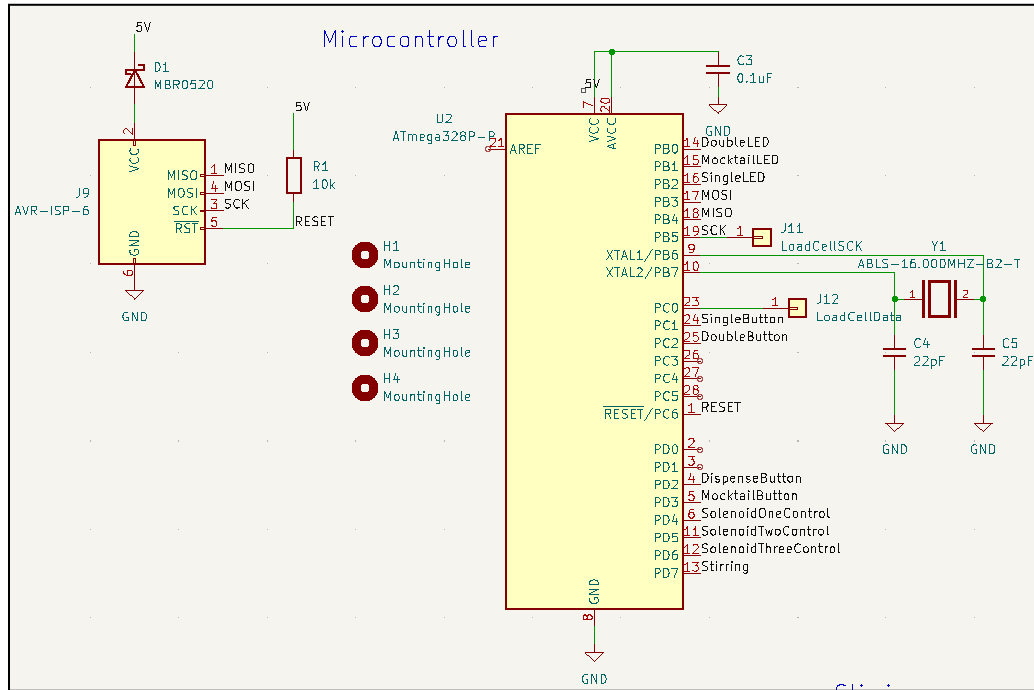 Microcontroller
5V
D1
MBR0520
2
VCC
J9
AVR-ISP-6
MISO 1 MISO
MOSI 4 MOSI
SCK 3 SCK
RST 5
GND
6
GND
5V
R1
10k
RESET
H1
MountingHole
H2
MountingHole
H3
MountingHole
H4
MountingHole
C3
0.1uF
GND
5V
7
20
VCC
AVCC
U2
ATmega328P-P
21 AREF
PB0 14 DoubleLED
PB1 15 MocktailLED
PB2 16 SingleLED
PB3 17 MOSI
PB4 18 MISO
PB5 19 SCK
1
J11
LoadCellSCK
XTAL1/PB6 9
XTAL2/PB7 10
Y1
ABLS-16.000MHZ-B2-T
1
2
C4
22pF
C5
22pF
GND
GND
PC0 23
1
J12
LoadCellData
PC1 24 SingleButton
PC2 25 DoubleButton
PC3 26
PC4 27
PC5 28
RESET/PC6 1 RESET
PD0 2
PD1 3
PD2 4 DispenseButton
PD3 5 MocktailButton
PD4 6 SolenoidOneControl
PD5 11 SolenoidTwoControl
PD6 12 SolenoidThreeControl
PD7 13 Stirring
GND
8
GND